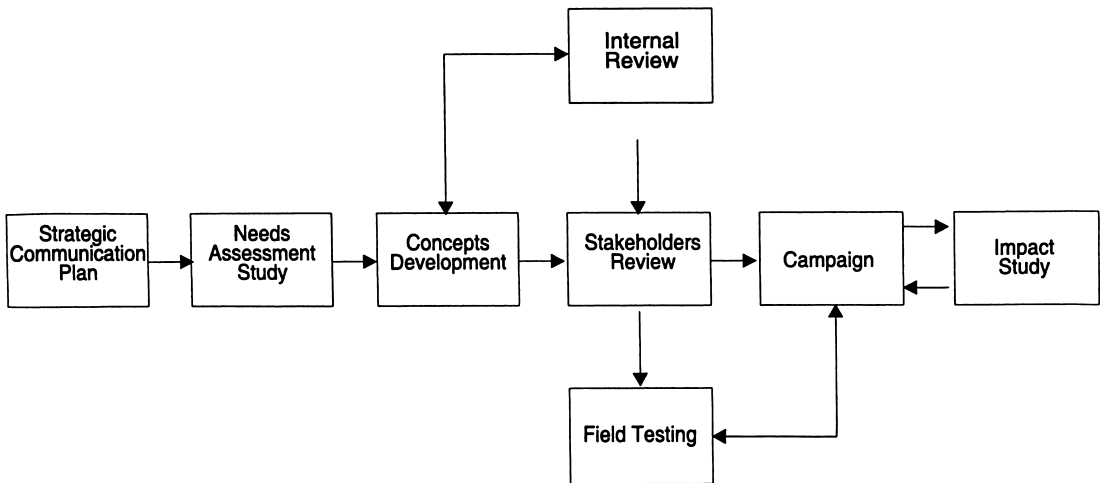 Internal
Review
Strategic
Communication
Plan
Needs
Assessment
Study
Concepts
Development
Stakeholders
Review
Campaign
Impact
Study
Field Testing